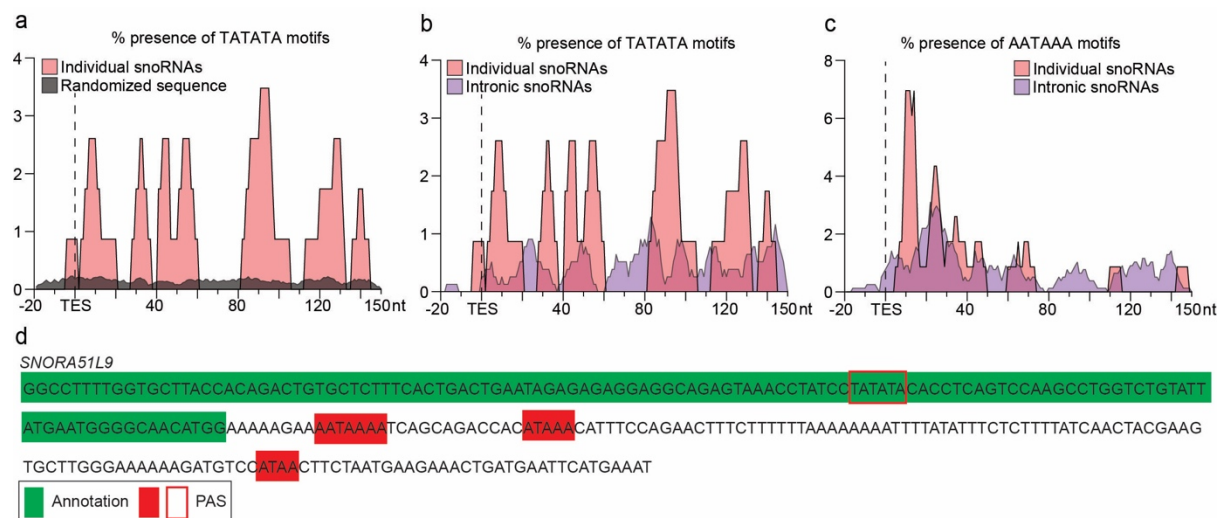 a
% presence of TATATA motifs
Individual snoRNAs
Randomized sequence
4
3
2
1
0
-20 TES 40 80 120 150nt
b
% presence of TATATA motifs
Individual snoRNAs
Intronic snoRNAs
4
3
2
1
0
-20 TES 40 80 120 150nt
c
% presence of AATAAA motifs
Individual snoRNAs
Intronic snoRNAs
8
6
4
2
0
-20 TES 40 80 120 150nt
d
SNORA51L9
GGCCTTTTGGTGCTTACCACAGACTGTGCTCTTTCACTGACTGAATAGAGAGAGGAGGCAGAGTAAACCTATCCTATATACACCTCAGTCCAAGCCTGGTCTGTATT
ATGAATGGGGCAACATGGAAAAAGAAAATAAAATCAGCAGACCACATAAACATTTCCAGAACTTTCTTTTTTAAAAAAAATTTTATATTTCTCTTTTATCAACTACGAAG
TGCTTGGGAAAAAAGATGTCCATAACTTCTAATGAAGAAACTGATGAATTCATGAAAT
Annotation PAS